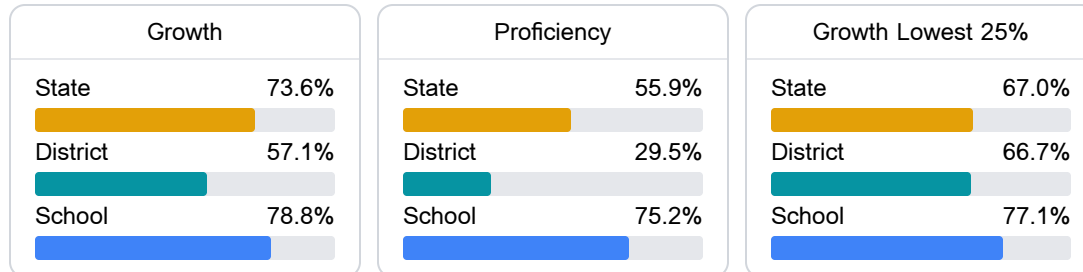 Growth
State 73.6%
District 57.1%
School 78.8%
Proficiency
State 55.9%
District 29.5%
School 75.2%
Growth Lowest 25%
State 67.0%
District 66.7%
School 77.1%